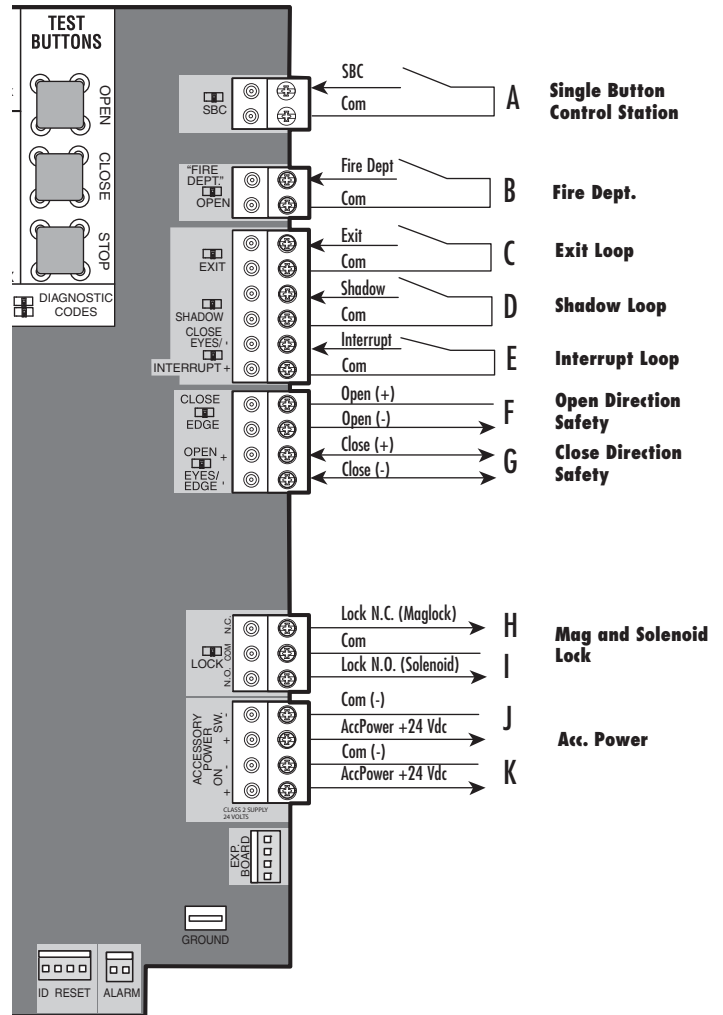 TEST
BUTTONS
OPEN
CLOSE
STOP
DIAGNOSTIC
CODES
SBC
SBC
Com
A
Single Button
Control Station
"FIRE
DEPT."
OPEN
Fire Dept
Com
B
Fire Dept.
EXIT
Exit
Com
C
Exit Loop
SHADOW
Shadow
Com
D
Shadow Loop
CLOSE
EYES/ -
INTERRUPT +
Interrupt
Com
E
Interrupt Loop
CLOSE
EDGE
Open (+)
Open (-)
F
Open Direction
Safety
OPEN +
EYES/
EDGE -
Close (+)
Close (-)
G
Close Direction
Safety
LOCK
N.O. COM N.C.
Lock N.C. (Maglock)
H
Com
Lock N.O. (Solenoid)
I
Mag and Solenoid
Lock
ACCESSORY
POWER
ON SW.
- + - +
Com (-)
AccPower +24 Vdc
J
Com (-)
AccPower +24 Vdc
K
Acc. Power
CLASS 2 SUPPLY
24 VOLTS
EXP.
BOARD
GROUND
ID RESET
ALARM